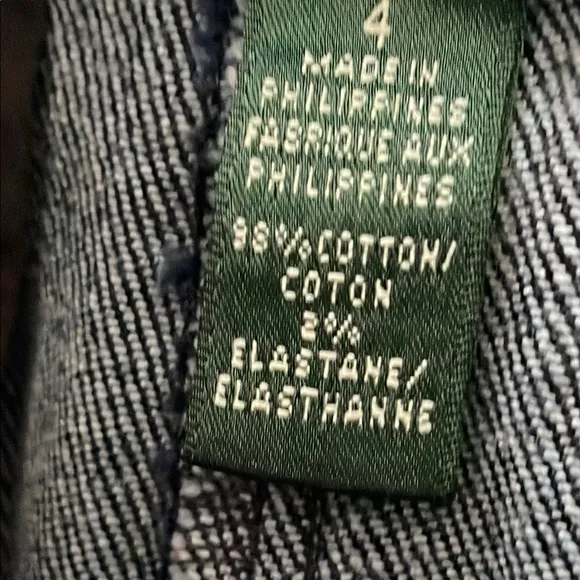 4
MADE IN
PHILIPPINES
FABRIQUE AUX
PHILIPPINES
98% COTTON/
COTON
2%
ELASTANE/
ELASTHANNE